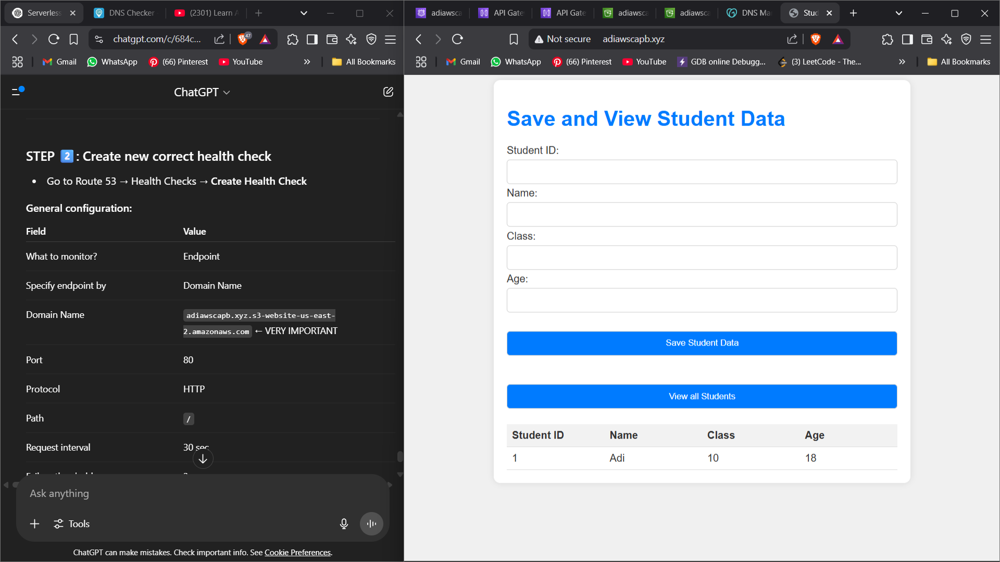 Serverless
DNS Checker
(2301) Learn A
chatgpt.com/c/684c...
47
Gmail
WhatsApp
(66) Pinterest
YouTube
»
All Bookmarks
ChatGPT
STEP 2 : Create new correct health check
• Go to Route 53 → Health Checks → Create Health Check
General configuration:
Field Value
What to monitor? Endpoint
Specify endpoint by Domain Name
Domain Name adiawscapb.xyz.s3-website-us-east-
2.amazonaws.com ← VERY IMPORTANT
Port 80
Protocol HTTP
Path /
Request interval 30 sec
Ask anything
Tools
ChatGPT can make mistakes. Check important info. See Cookie Preferences.
adiawsca
API Gate
API Gate
adiawsca
adiawsca
DNS Ma
Stud
Not secure adiawscapb.xyz
Gmail
WhatsApp
(66) Pinterest
YouTube
GDB online Debugg...
(3) LeetCode - The...
»
All Bookmarks
Save and View Student Data
Student ID:
Name:
Class:
Age:
Save Student Data
View all Students
Student ID Name Class Age
1 Adi 10 18